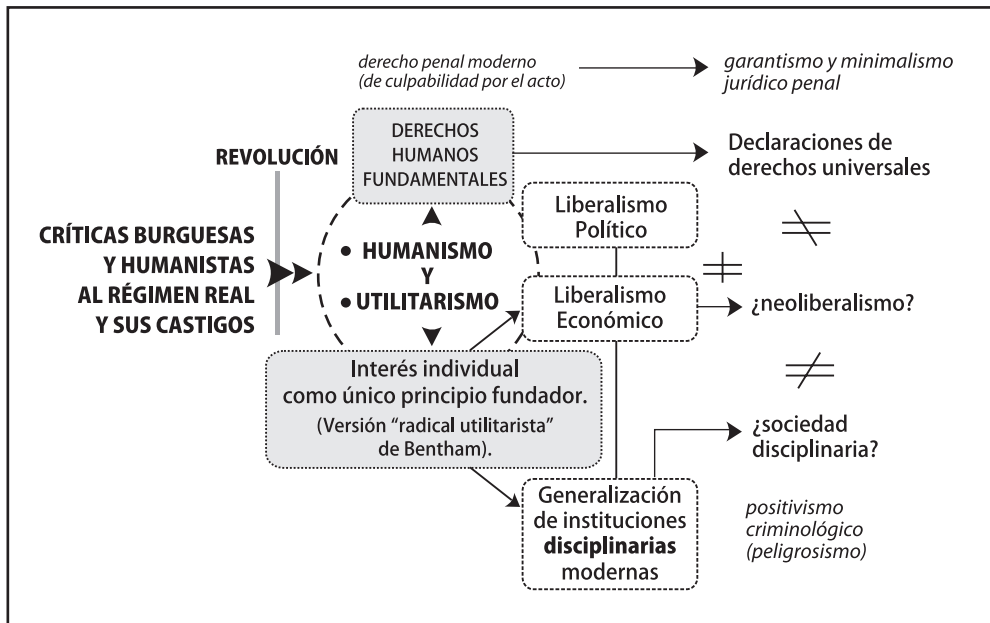 derecho penal moderno
(de culpabilidad por el acto)
garantismo y minimalismo
jurídico penal
DERECHOS
HUMANOS
FUNDAMENTALES
Declaraciones de
derechos universales
REVOLUCIÓN
Liberalismo
Político
CRÍTICAS BURGUESAS
Y HUMANISTAS
AL RÉGIMEN REAL
Y SUS CASTIGOS
• HUMANISMO
Y
• UTILITARISMO
Liberalismo
Económico
¿neoliberalismo?
Interés individual
como único principio fundador.
(Versión “radical utilitarista”
de Bentham).
¿sociedad
disciplinaria?
Generalización
de instituciones
disciplinarias
modernas
positivismo
criminológico
(peligrosismo)